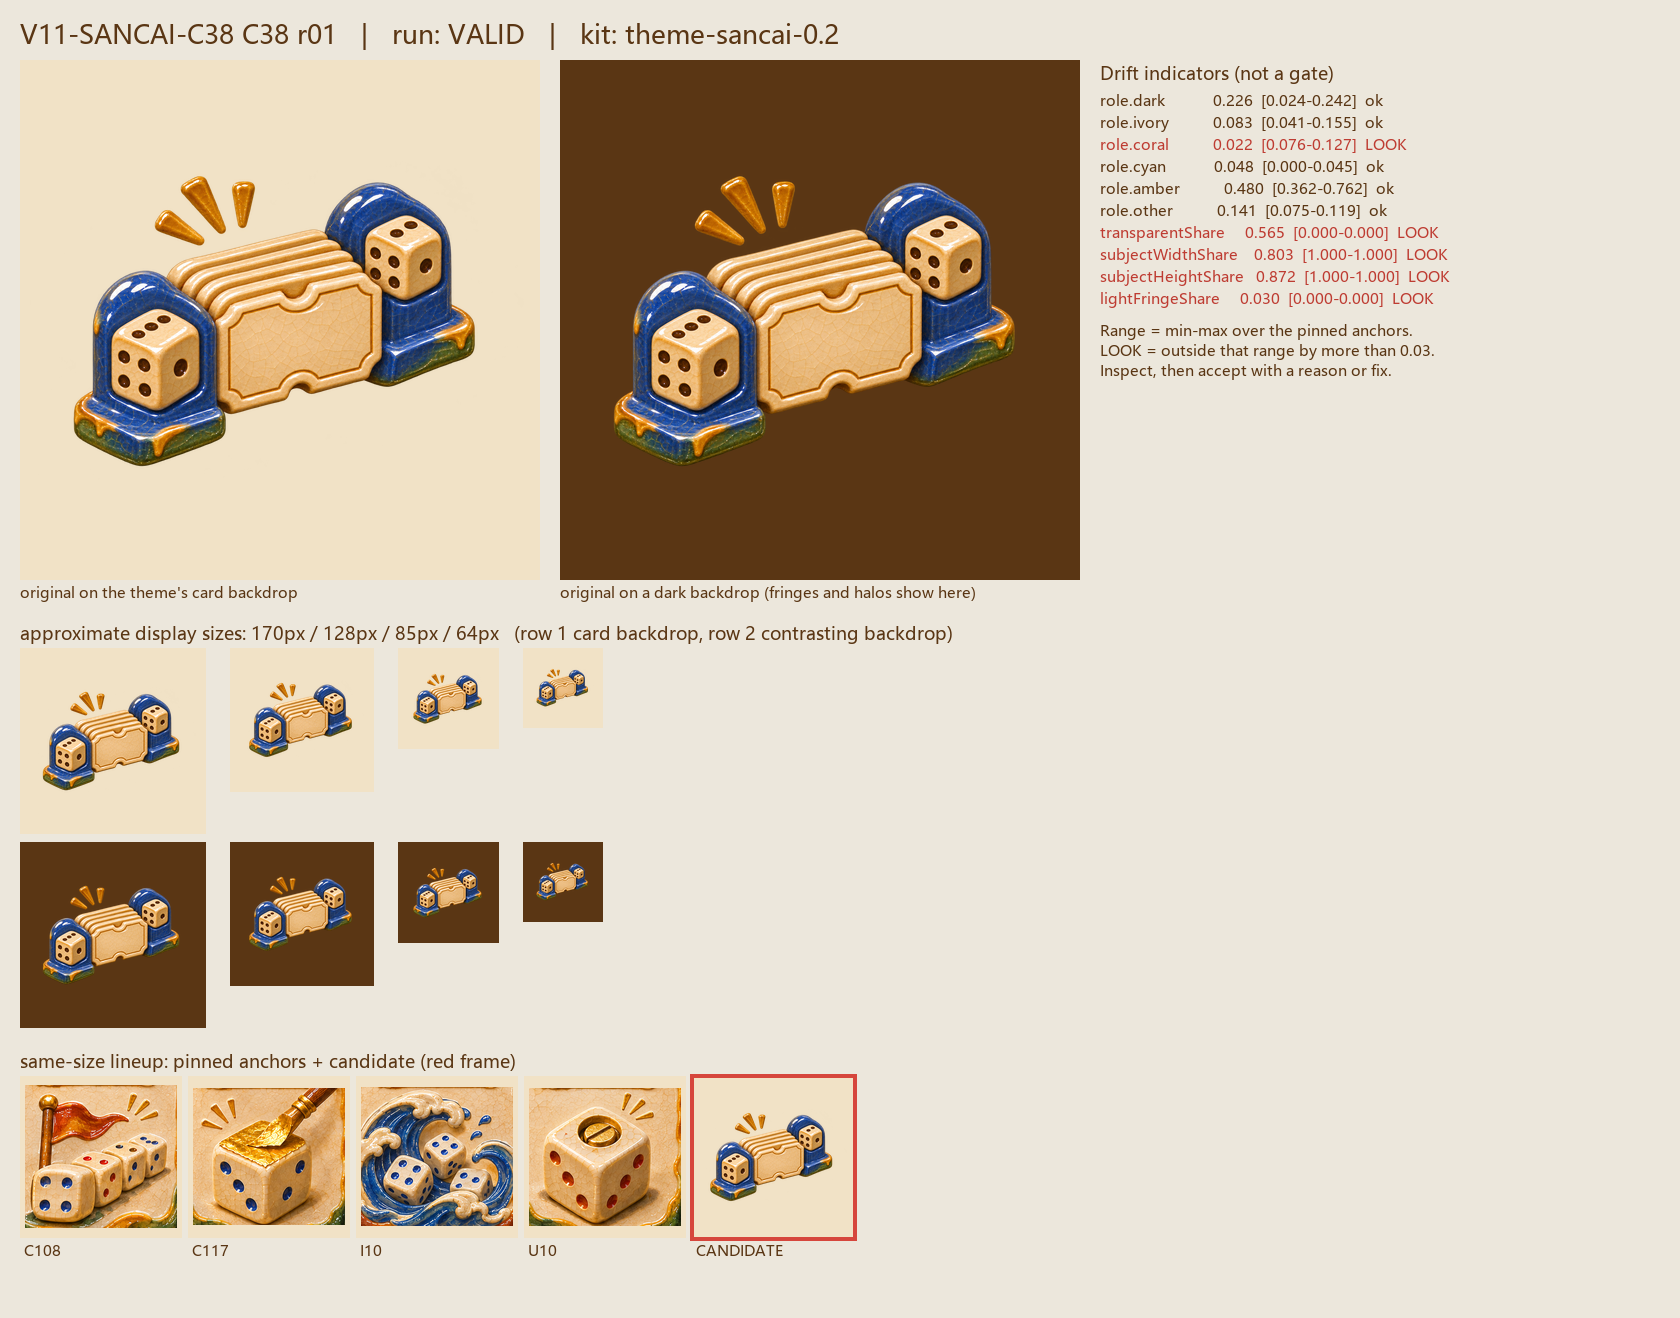 V11-SANCAI-C38 C38 r01 | run: VALID | kit: theme-sancai-0.2
Drift indicators (not a gate)
role.dark 0.226 [0.024-0.242] ok
role.ivory 0.083 [0.041-0.155] ok
role.coral 0.022 [0.076-0.127] LOOK
role.cyan 0.048 [0.000-0.045] ok
role.amber 0.480 [0.362-0.762] ok
role.other 0.141 [0.075-0.119] ok
transparentShare 0.565 [0.000-0.000] LOOK
subjectWidthShare 0.803 [1.000-1.000] LOOK
subjectHeightShare 0.872 [1.000-1.000] LOOK
lightFringeShare 0.030 [0.000-0.000] LOOK
Range = min-max over the pinned anchors.
LOOK = outside that range by more than 0.03.
Inspect, then accept with a reason or fix.
original on the theme's card backdrop
original on a dark backdrop (fringes and halos show here)
approximate display sizes: 170px / 128px / 85px / 64px (row 1 card backdrop, row 2 contrasting backdrop)
same-size lineup: pinned anchors + candidate (red frame)
C108
C117
I10
U10
CANDIDATE